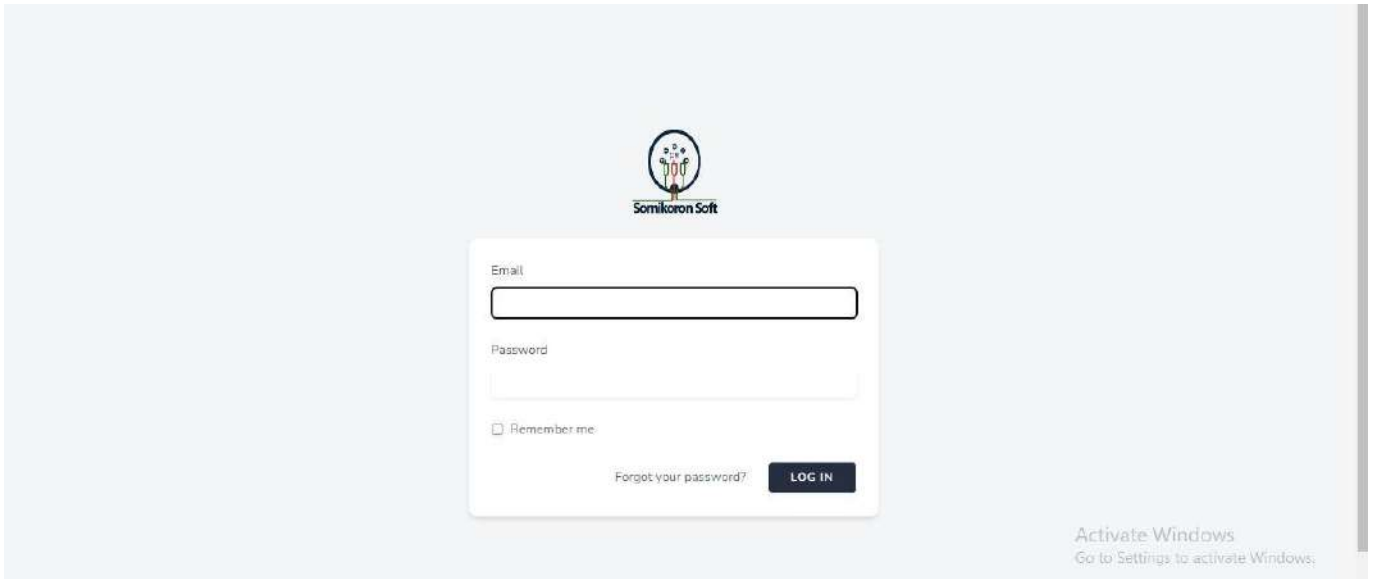 Somikoron Soft
Email
Password
Remember me
Forgot your password? LOG IN
Activate Windows
Go to Settings to activate Windows.